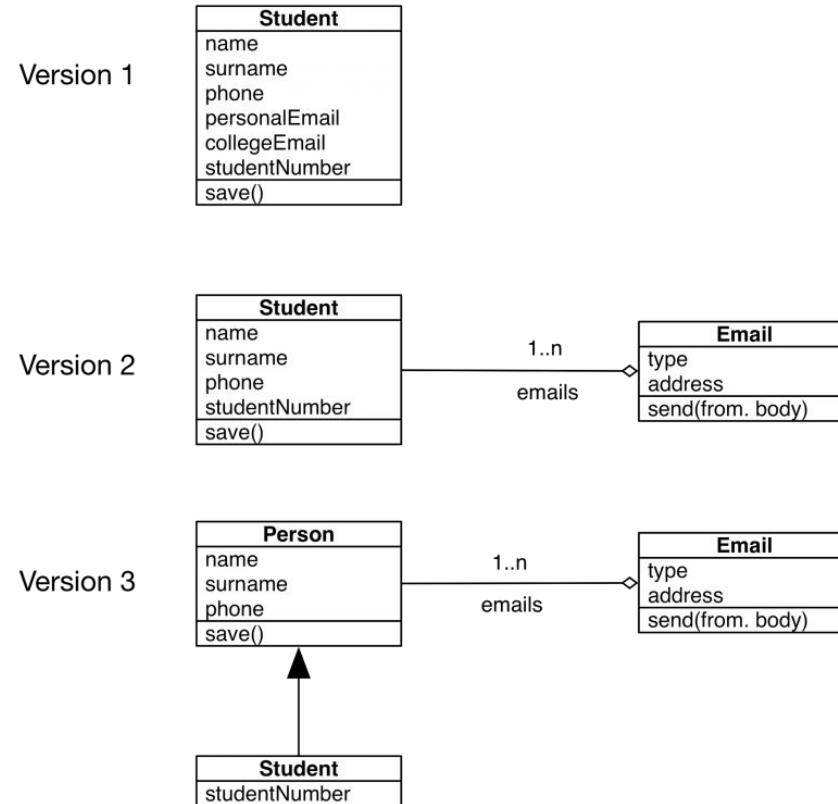 Version 1
Student
name
surname
phone
personalEmail
collegeEmail
studentNumber
save()
Version 2
Student
name
surname
phone
studentNumber
save()
1..n
emails
Email
type
address
send(from. body)
Version 3
Person
name
surname
phone
save()
1..n
emails
Email
type
address
send(from. body)
Student
studentNumber